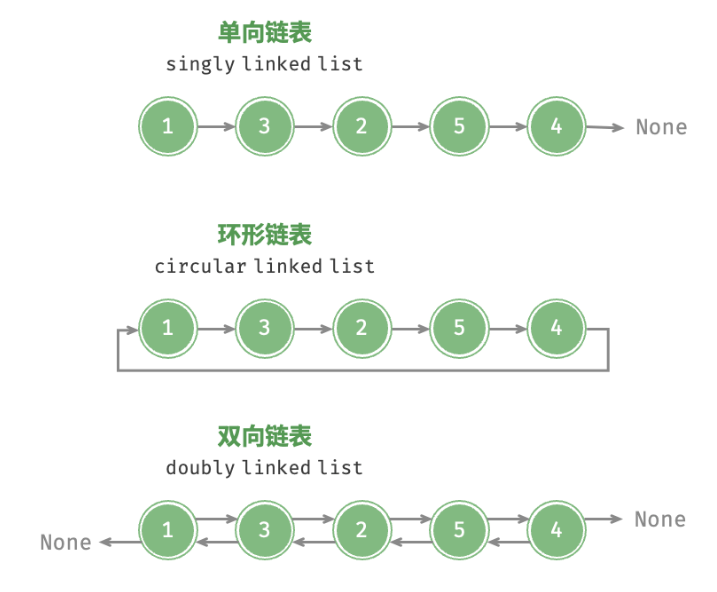 单向链表
singly linked list
1 3 2 5 4 None
环形链表
circular linked list
1 3 2 5 4
双向链表
doubly linked list
1 3 2 5 4 None
None